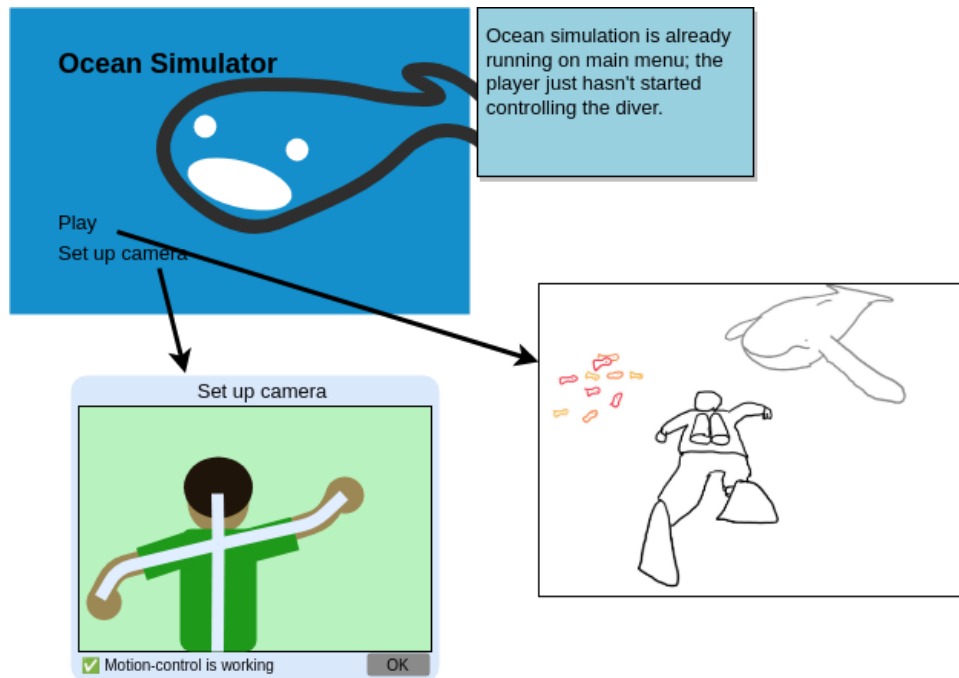 Ocean Simulator
Ocean simulation is already
running on main menu; the
player just hasn't started
controlling the diver.
Play
Set up camera
Set up camera
Motion-control is working
OK